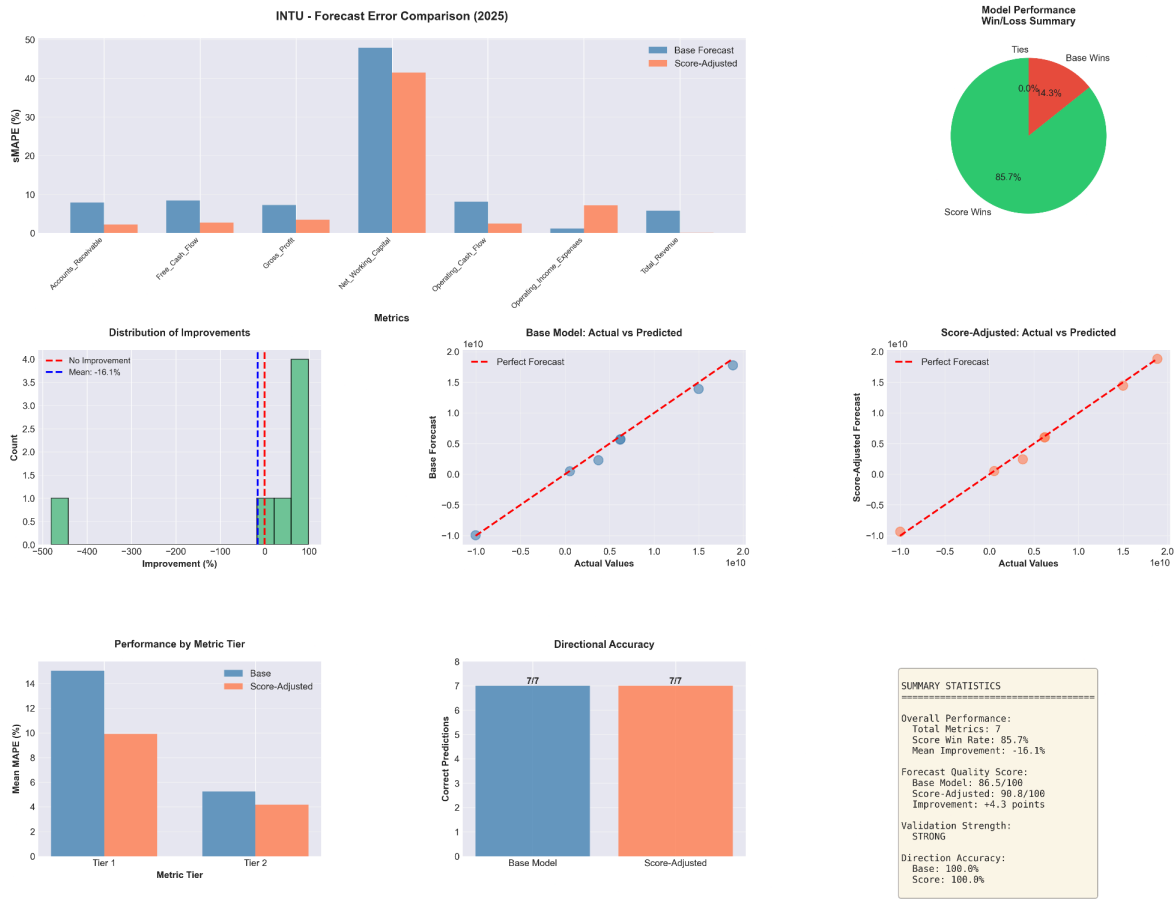 INTU - Forecast Error Comparison (2025)
sMAPE (%)
50
40
30
20
10
0
Base Forecast
Score-Adjusted
Accounts_Receivable
Free_Cash_Flow
Gross_Profit
Net_Working_Capital
Operating_Cash_Flow
Operating_Income_Expenses
Total_Revenue
Metrics
Model Performance
Win/Loss Summary
Ties
Base Wins
0.0%
14.3%
85.7%
Score Wins
Distribution of Improvements
No Improvement
Mean: -16.1%
Count
4.0
3.5
3.0
2.5
2.0
1.5
1.0
0.5
0.0
−500
−400
−300
−200
−100
0
100
Improvement (%)
Base Model: Actual vs Predicted
1e10
Perfect Forecast
Base Forecast
2.0
1.5
1.0
0.5
0.0
−0.5
−1.0
−1.0
−0.5
0.0
0.5
1.0
1.5
2.0
1e10
Actual Values
Score-Adjusted: Actual vs Predicted
1e10
Perfect Forecast
Score-Adjusted Forecast
2.0
1.5
1.0
0.5
0.0
−0.5
−1.0
−1.0
−0.5
0.0
0.5
1.0
1.5
2.0
1e10
Actual Values
Performance by Metric Tier
Base
Score-Adjusted
Mean MAPE (%)
14
12
10
8
6
4
2
0
Tier 1
Tier 2
Metric Tier
Directional Accuracy
Correct Predictions
8
7
6
5
4
3
2
1
0
7/7
7/7
Base Model
Score-Adjusted
SUMMARY STATISTICS
===================================
Overall Performance:
Total Metrics: 7
Score Win Rate: 85.7%
Mean Improvement: -16.1%
Forecast Quality Score:
Base Model: 86.5/100
Score-Adjusted: 90.8/100
Improvement: +4.3 points
Validation Strength:
STRONG
Direction Accuracy:
Base: 100.0%
Score: 100.0%